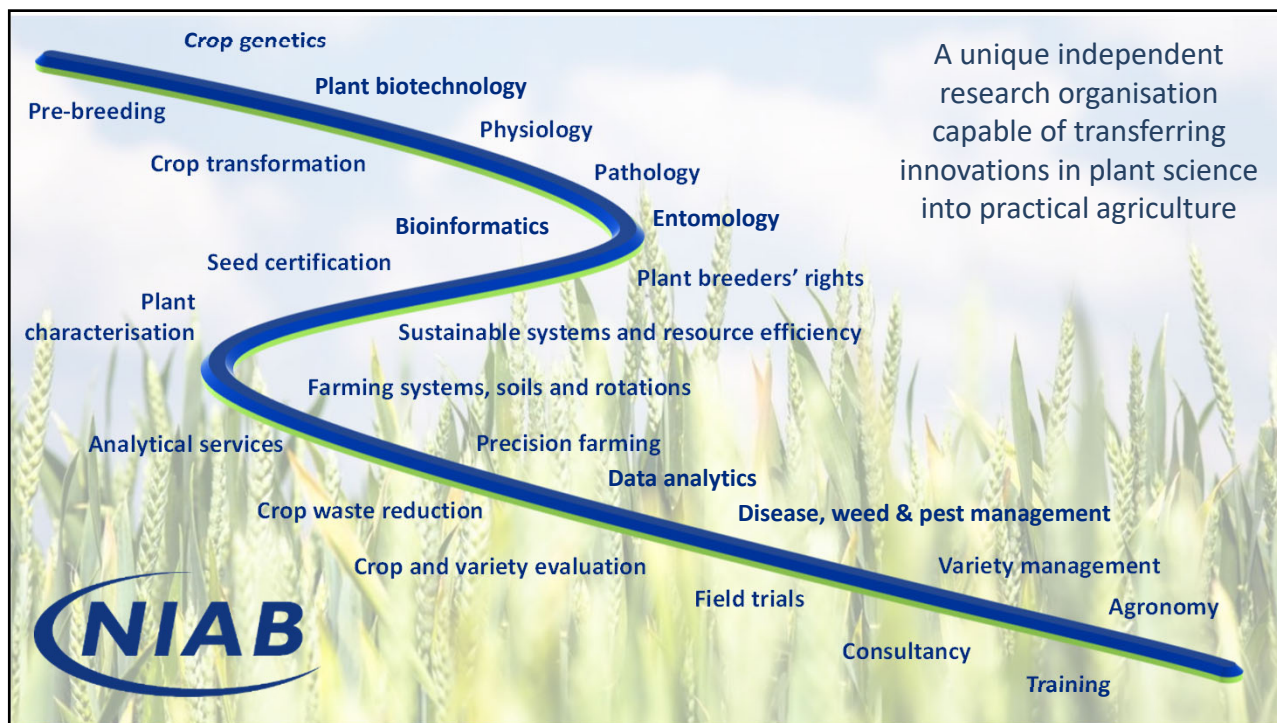 Crop genetics
A unique independent
research organisation
capable of transferring
innovations in plant science
into practical agriculture
Plant biotechnology
Pre-breeding
Physiology
Crop transformation
Pathology
Bioinformatics
Entomology
Seed certification
Plant breeders’ rights
Plant
characterisation
Sustainable systems and resource efficiency
Farming systems, soils and rotations
Analytical services
Precision farming
Data analytics
Crop waste reduction
Disease, weed & pest management
Crop and variety evaluation
Variety management
Field trials
Agronomy
NIAB
Consultancy
Training